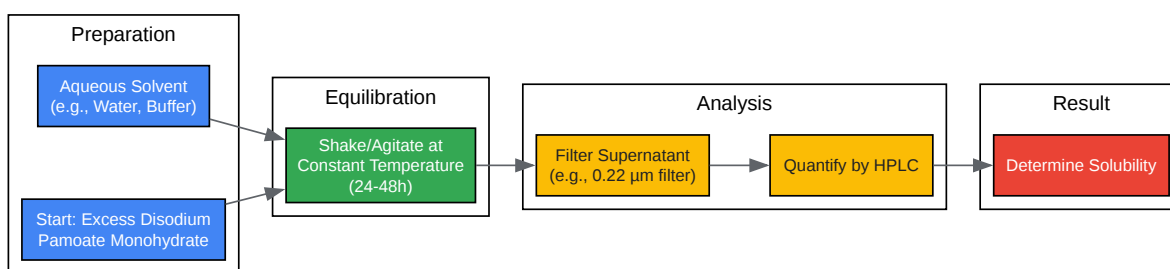 Preparation
Aqueous Solvent
(e.g., Water, Buffer)
Start: Excess Disodium
Pamoate Monohydrate
Equilibration
Shake/Agitate at
Constant Temperature
(24-48h)
Analysis
Filter Supernatant
(e.g., 0.22 µm filter)
Quantify by HPLC
Result
Determine Solubility